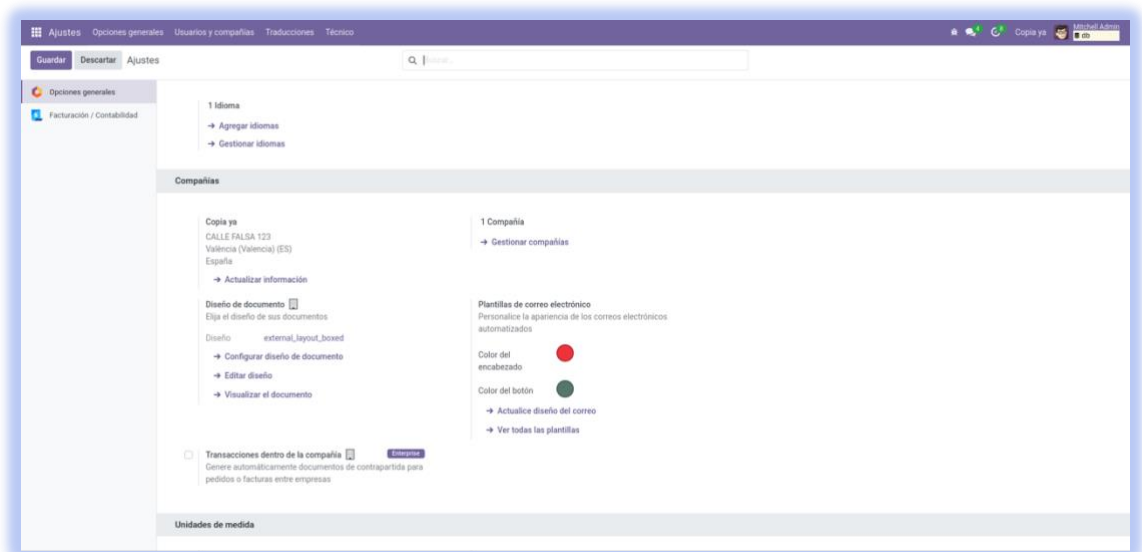 Ajustes Opciones generales Usuarios y compañías Traducciones Técnico Copia ya Mitchell Admin
db
Guardar Descartar Ajustes Buscar...
Opciones generales
Facturación / Contabilidad
1 Idioma
→ Agregar idiomas
→ Gestionar idiomas
Compañías
Copia ya
CALLE FALSA 123
València (Valencia) (ES)
España
→ Actualizar información
1 Compañía
→ Gestionar compañías
Diseño de documento
Elija el diseño de sus documentos
Diseño external_layout_boxed
→ Configurar diseño de documento
→ Editar diseño
→ Visualizar el documento
Plantillas de correo electrónico
Personalice la apariencia de los correos electrónicos
automatizados
Color del
encabezado
Color del botón
→ Actualice diseño del correo
→ Ver todas las plantillas
Transacciones dentro de la compañía Enterprise
Genere automáticamente documentos de contrapartida para
pedidos o facturas entre empresas
Unidades de medida